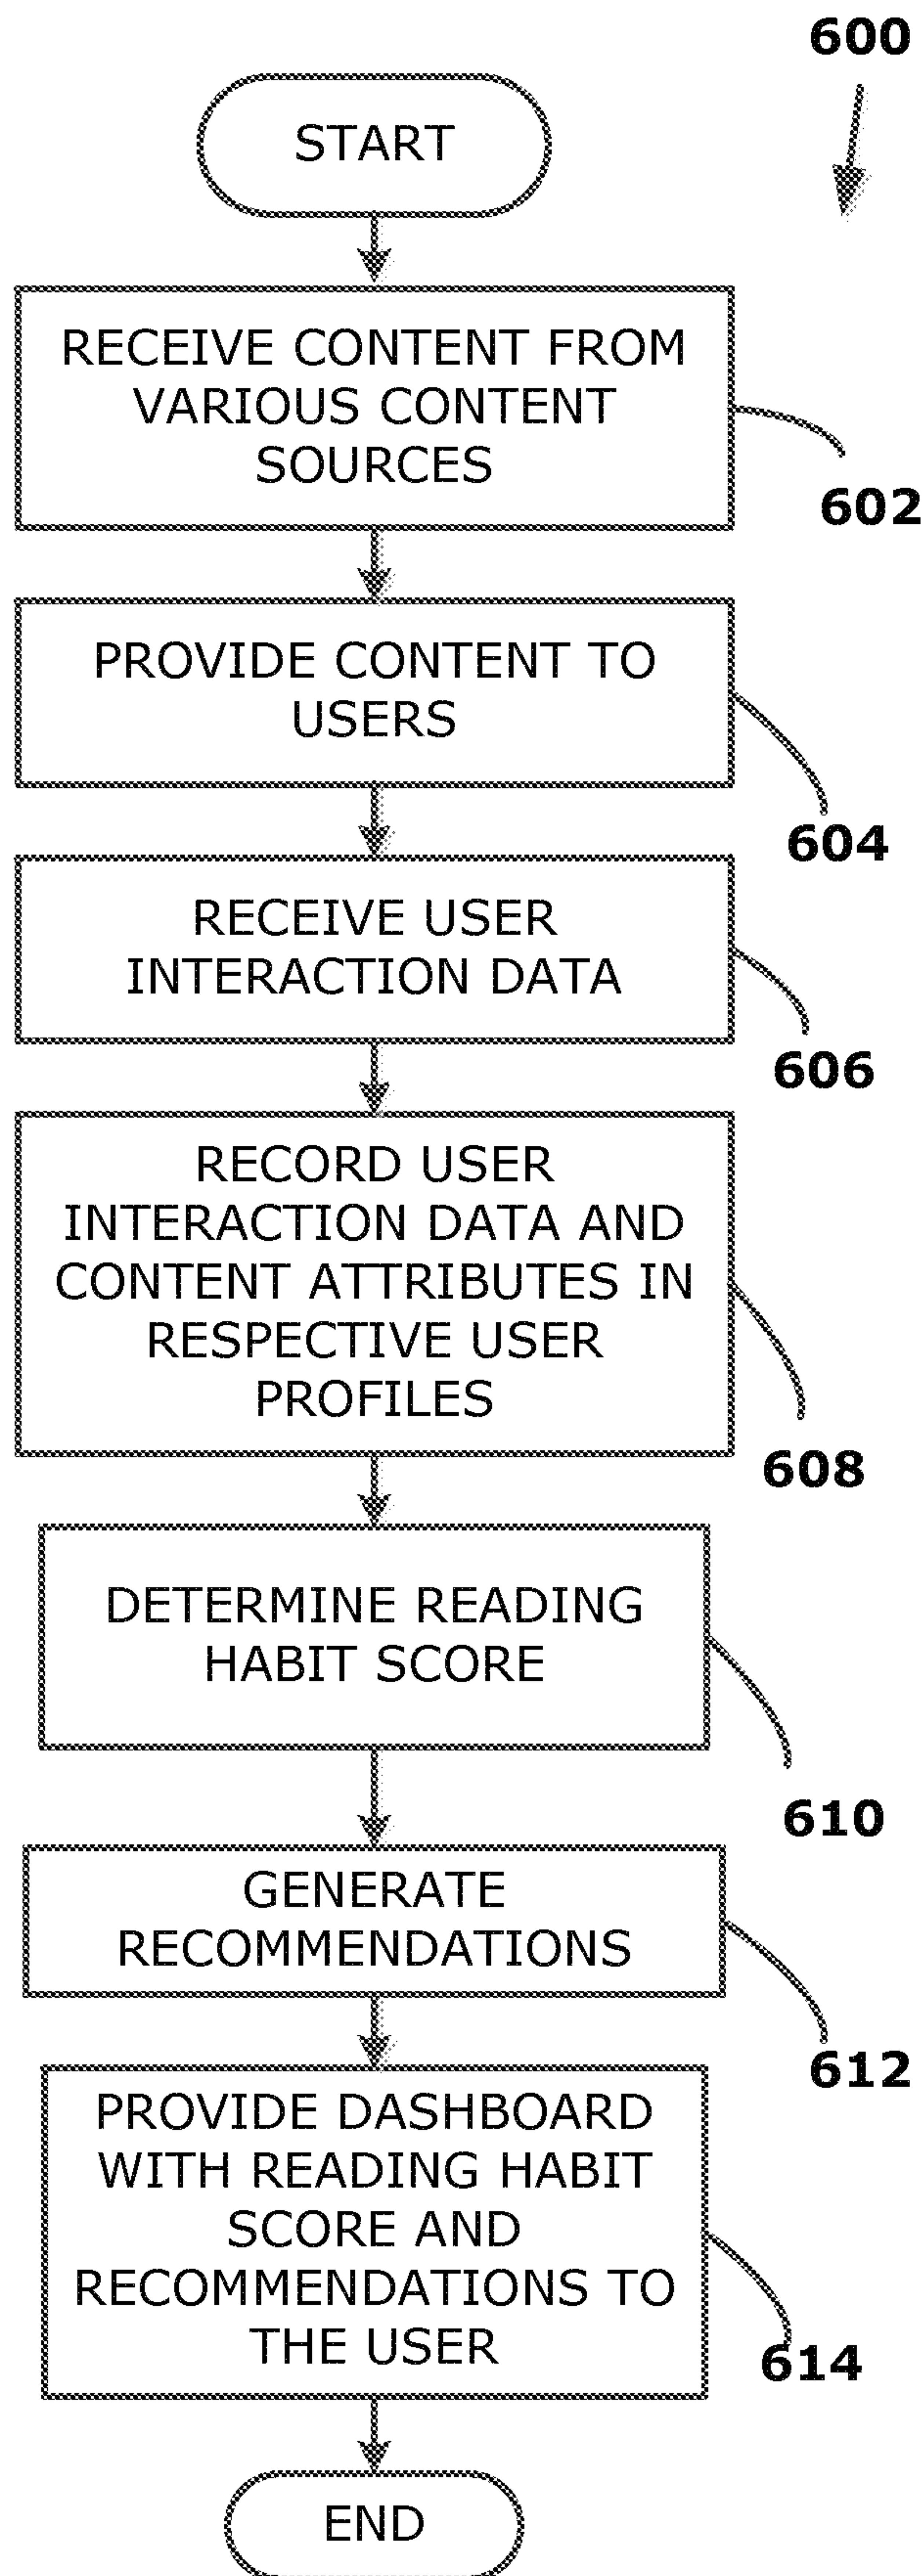 600
START
RECEIVE CONTENT FROM
VARIOUS CONTENT
SOURCES
602
PROVIDE CONTENT TO
USERS
604
RECEIVE USER
INTERACTION DATA
606
RECORD USER
INTERACTION DATA AND
CONTENT ATTRIBUTES IN
RESPECTIVE USER
PROFILES
608
DETERMINE READING
HABIT SCORE
610
GENERATE
RECOMMENDATIONS
612
PROVIDE DASHBOARD
WITH READING HABIT
SCORE AND
RECOMMENDATIONS TO
THE USER
614
END